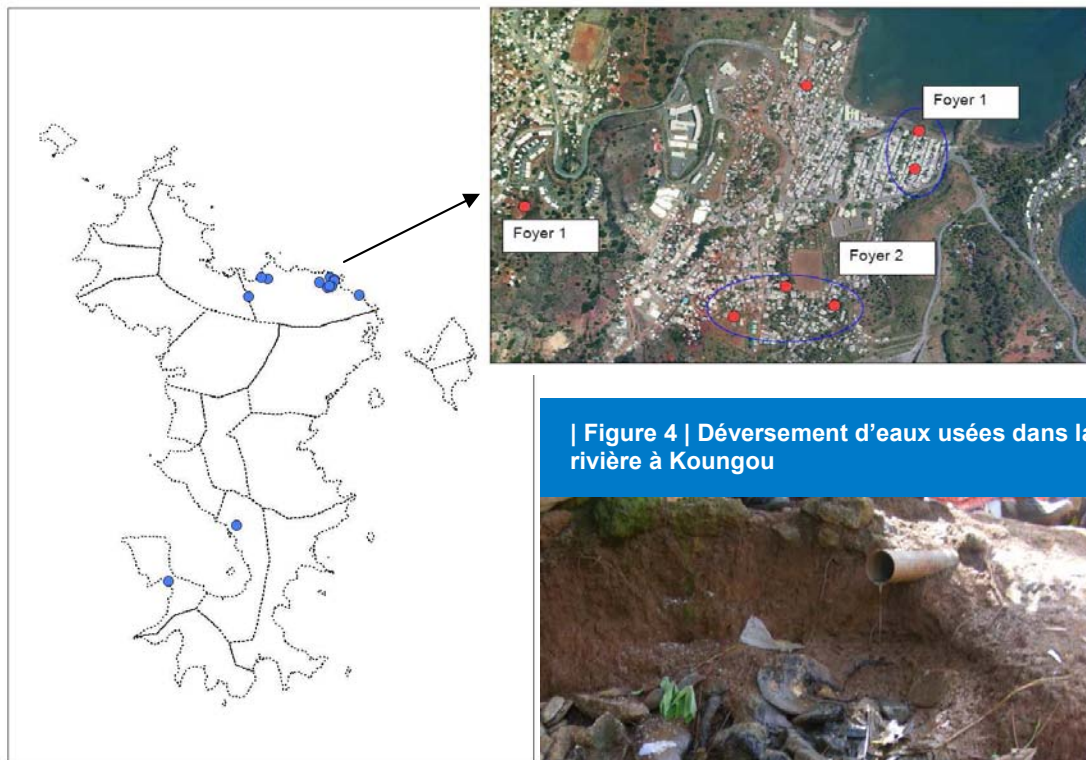 Foyer 1
Foyer 1
Foyer 2
| Figure 4 | Déversement d'eaux usées dans la
rivière à Koungou